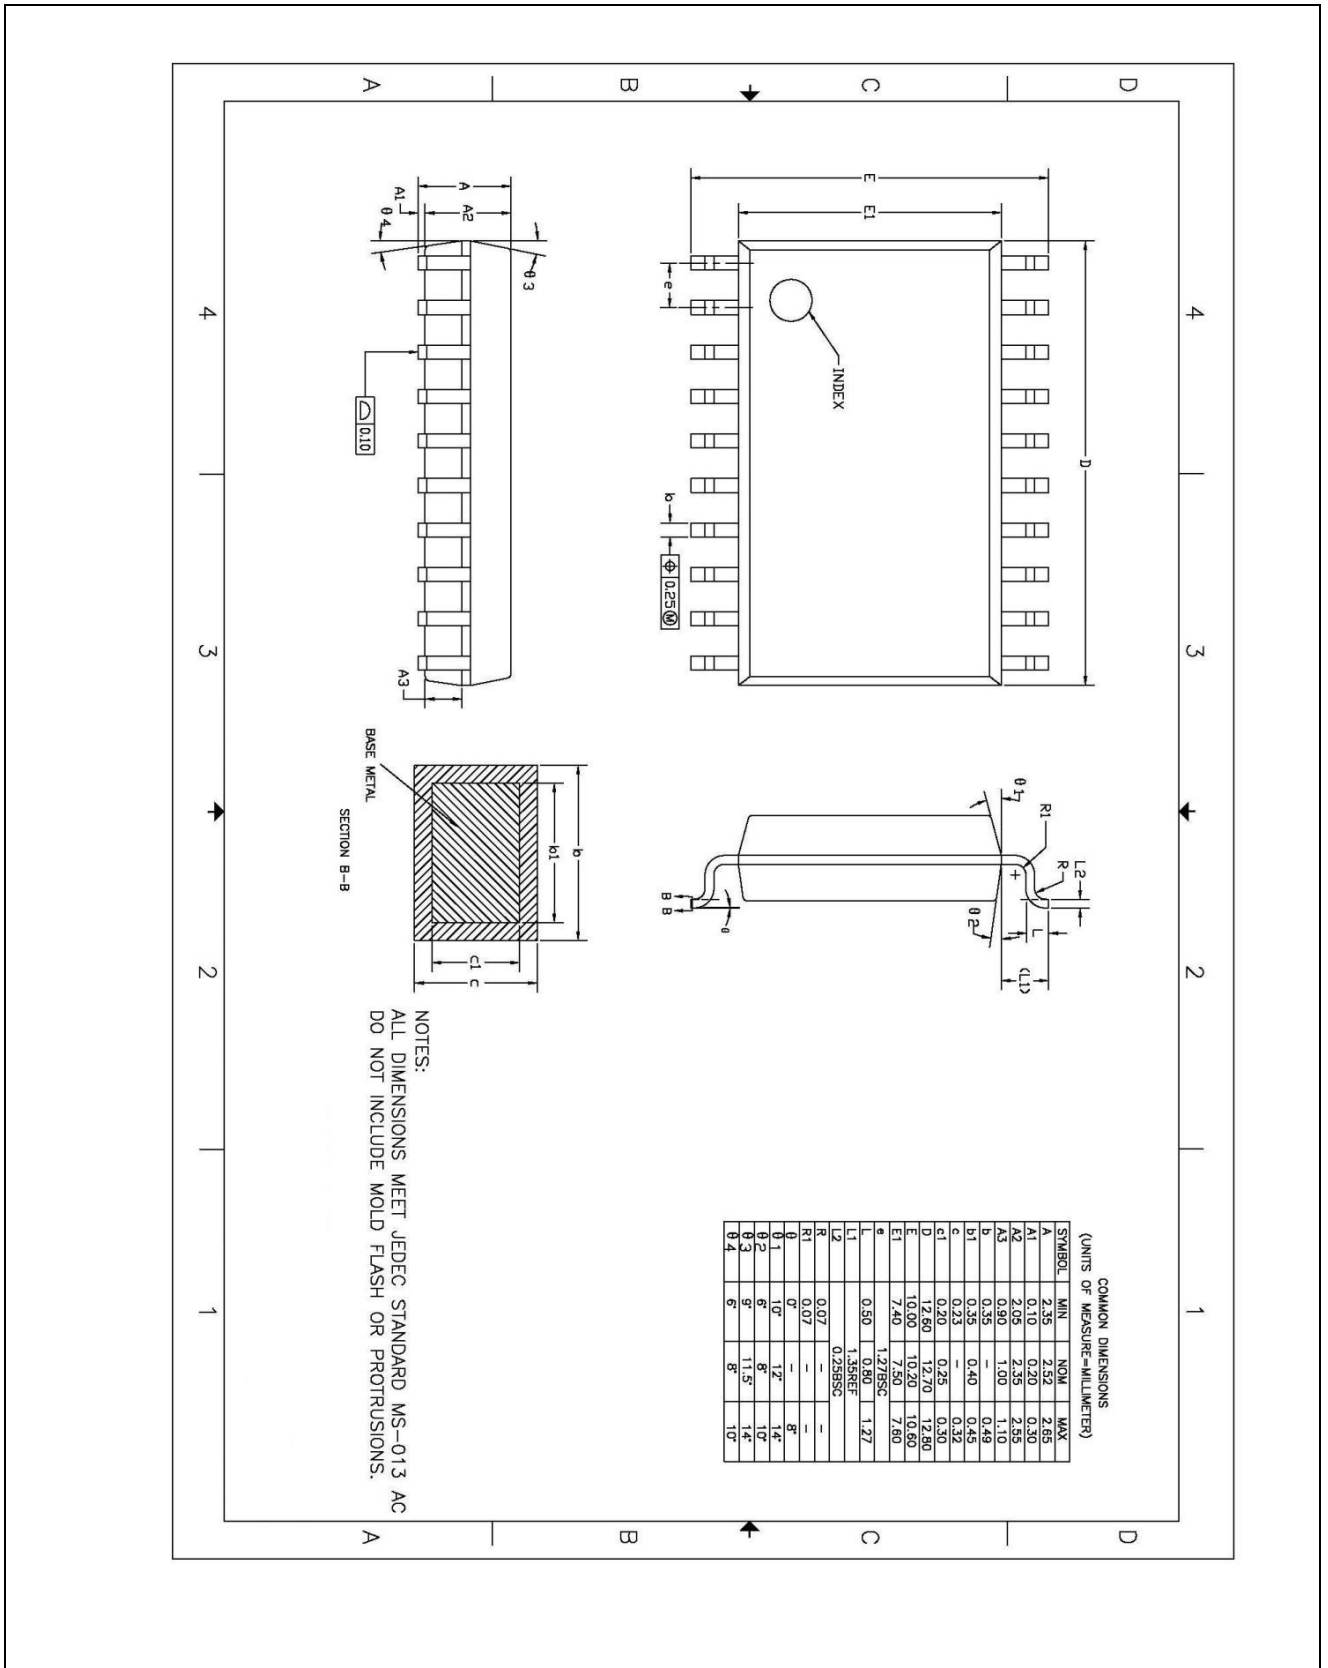 D
C
B
A
4
3
2
1
4
3
2
1
D
C
B
A
E
E1
e
INDEX
D
b
⌖ 0.25 Ⓜ
A
A1
A2
θ4
θ3
⌓ 0.10
A3
θ1
R1
R
L2
L
(L1)
θ2
θ
B B
BASE METAL
b
b1
c1
c
SECTION B-B
COMMON DIMENSIONS
(UNITS OF MEASURE=MILLIMETER)
SYMBOL MIN NOM MAX
A 2.35 2.52 2.65
A1 0.10 0.20 0.30
A2 2.05 2.35 2.55
A3 0.90 1.00 1.10
b 0.35 – 0.49
b1 0.35 0.40 0.45
c 0.23 – 0.32
c1 0.20 0.25 0.30
D 12.60 12.70 12.80
E 10.00 10.20 10.60
E1 7.40 7.50 7.60
e 1.27BSC
L 0.50 0.80 1.27
L1 1.35REF
L2 0.25BSC
R 0.07 – –
R1 0.07 – –
θ 0° – 8°
θ1 10° 12° 14°
θ2 6° 8° 10°
θ3 9° 11.5° 14°
θ4 6° 8° 10°
NOTES:
ALL DIMENSIONS MEET JEDEC STANDARD MS-013 AC
DO NOT INCLUDE MOLD FLASH OR PROTRUSIONS.